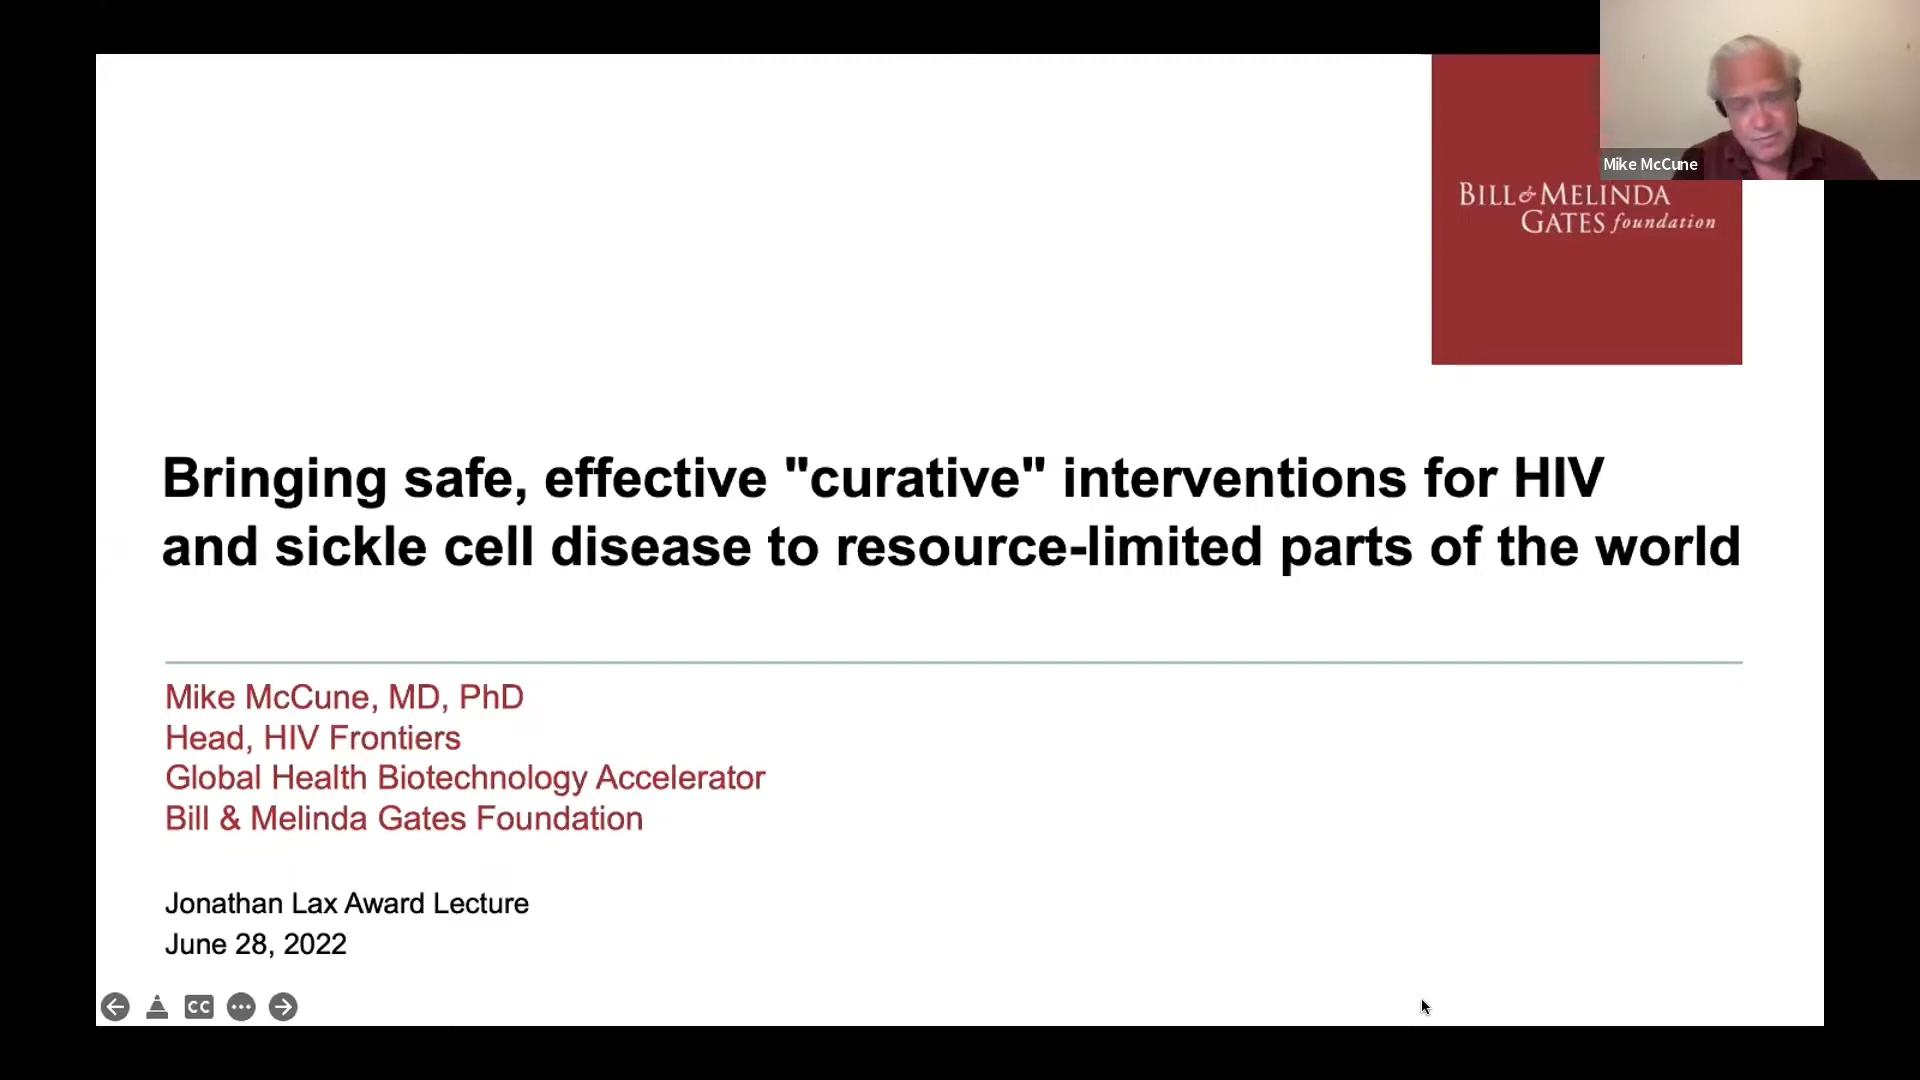 Mike McCune
BILL & MELINDA
GATES foundation
Bringing safe, effective "curative" interventions for HIV
and sickle cell disease to resource-limited parts of the world
Mike McCune, MD, PhD
Head, HIV Frontiers
Global Health Biotechnology Accelerator
Bill & Melinda Gates Foundation
Jonathan Lax Award Lecture
June 28, 2022
CC